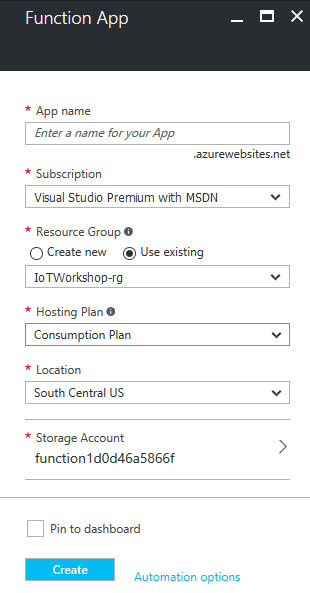 Function App
* App name
Enter a name for your App
.azurewebsites.net
* Subscription
Visual Studio Premium with MSDN
* Resource Group
Create new Use existing
IoTWorkshop-rg
* Hosting Plan
Consumption Plan
* Location
South Central US
* Storage Account
function1d0d46a5866f
Pin to dashboard
Create Automation options